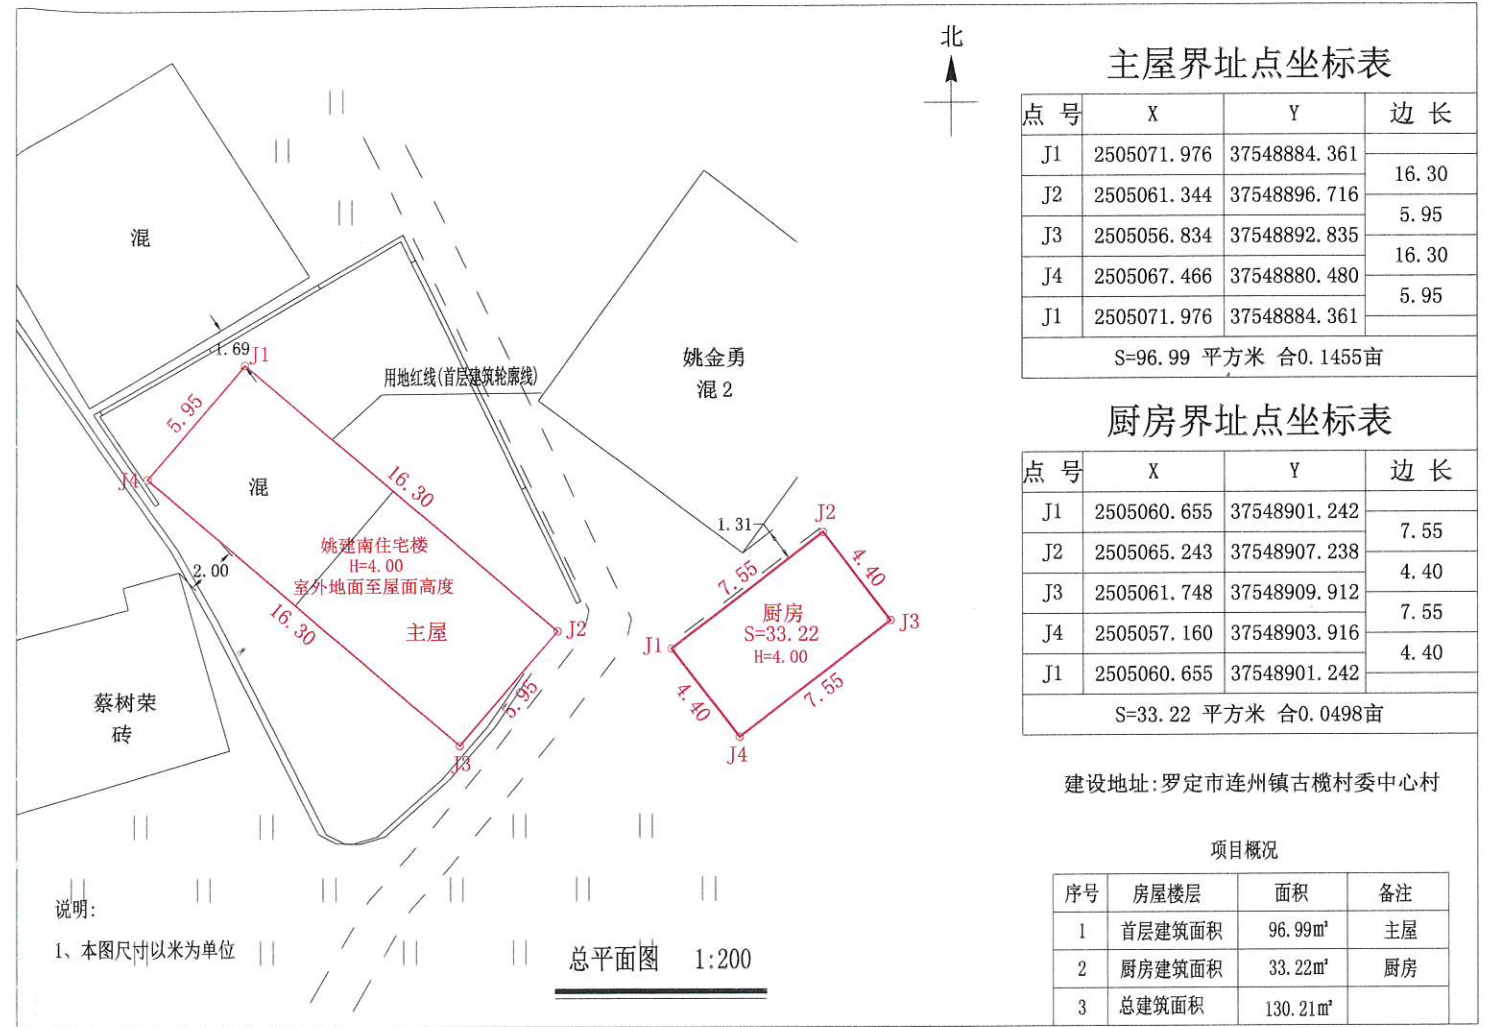 北
混
1.69
J1
5.95
用地红线(首层建筑轮廓线)
J4
混
16.30
姚建南住宅楼
H=4.00
室外地面至屋面高度
2.00
16.30
主屋
J2
5.95
J3
蔡树荣
砖
姚金勇
混2
1.31
J2
7.55
4.40
厨房
S=33.22
H=4.00
J1
J3
4.40
7.55
J4
说明:
1、本图尺寸以米为单位
总平面图 1:200
主屋界址点坐标表
点 号 X Y 边 长
J1 2505071.976 37548884.361
16.30
J2 2505061.344 37548896.716
5.95
J3 2505056.834 37548892.835
16.30
J4 2505067.466 37548880.480
5.95
J1 2505071.976 37548884.361
S=96.99 平方米 合0.1455亩
厨房界址点坐标表
点 号 X Y 边 长
J1 2505060.655 37548901.242
7.55
J2 2505065.243 37548907.238
4.40
J3 2505061.748 37548909.912
7.55
J4 2505057.160 37548903.916
4.40
J1 2505060.655 37548901.242
S=33.22 平方米 合0.0498亩
建设地址:罗定市连州镇古榄村委中心村
项目概况
序号 房屋楼层 面积 备注
1 首层建筑面积 96.99㎡ 主屋
2 厨房建筑面积 33.22㎡ 厨房
3 总建筑面积 130.21㎡